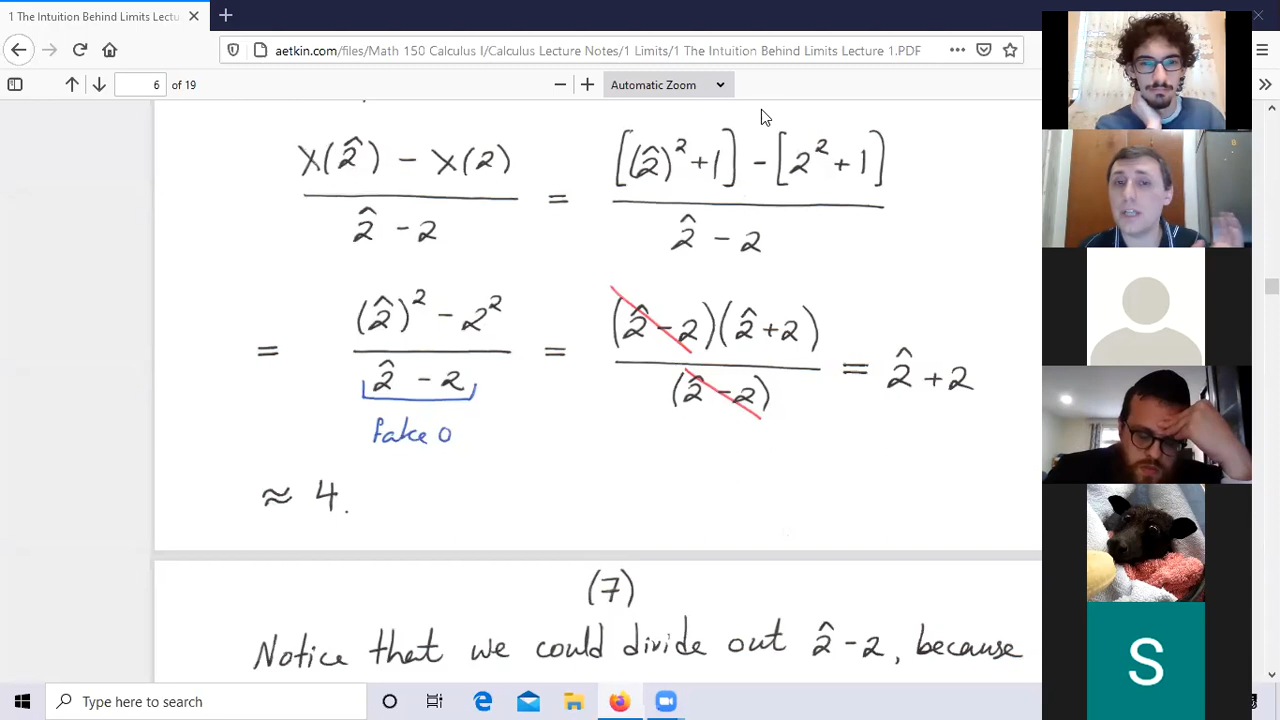 1 The Intuition Behind Limits Lectu
aetkin.com/files/Math 150 Calculus I/Calculus Lecture Notes/1 Limits/1 The Intuition Behind Limits Lecture 1.PDF
6 of 19
Automatic Zoom
x(2̂) - x(2) / 2̂ - 2 = [(2̂)² + 1] - [2² + 1] / 2̂ - 2
= (2̂)² - 2² / 2̂ - 2 = (2̂ - 2)(2̂ + 2) / (2̂ - 2) = 2̂ + 2
fake 0
≈ 4.
(7)
Notice that we could divide out 2̂ - 2, because
S
Type here to search